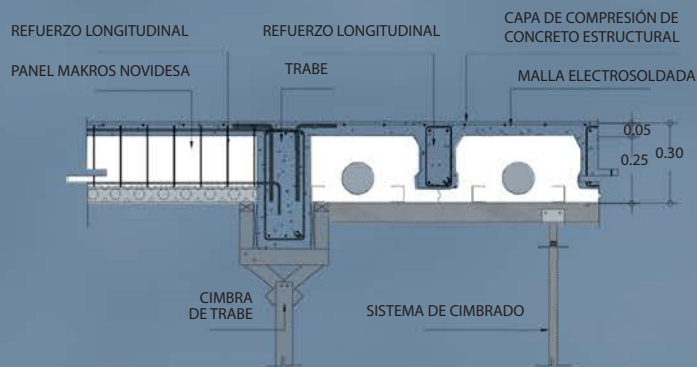 REFUERZO LONGITUDINAL
REFUERZO LONGITUDINAL
CAPA DE COMPRESIÓN DE
CONCRETO ESTRUCTURAL
PANEL MAKROS NOVIDESA
TRABE
MALLA ELECTROSOLDADA
0.05
0.25
0.30
CIMBRA
DE TRABE
SISTEMA DE CIMBRADO